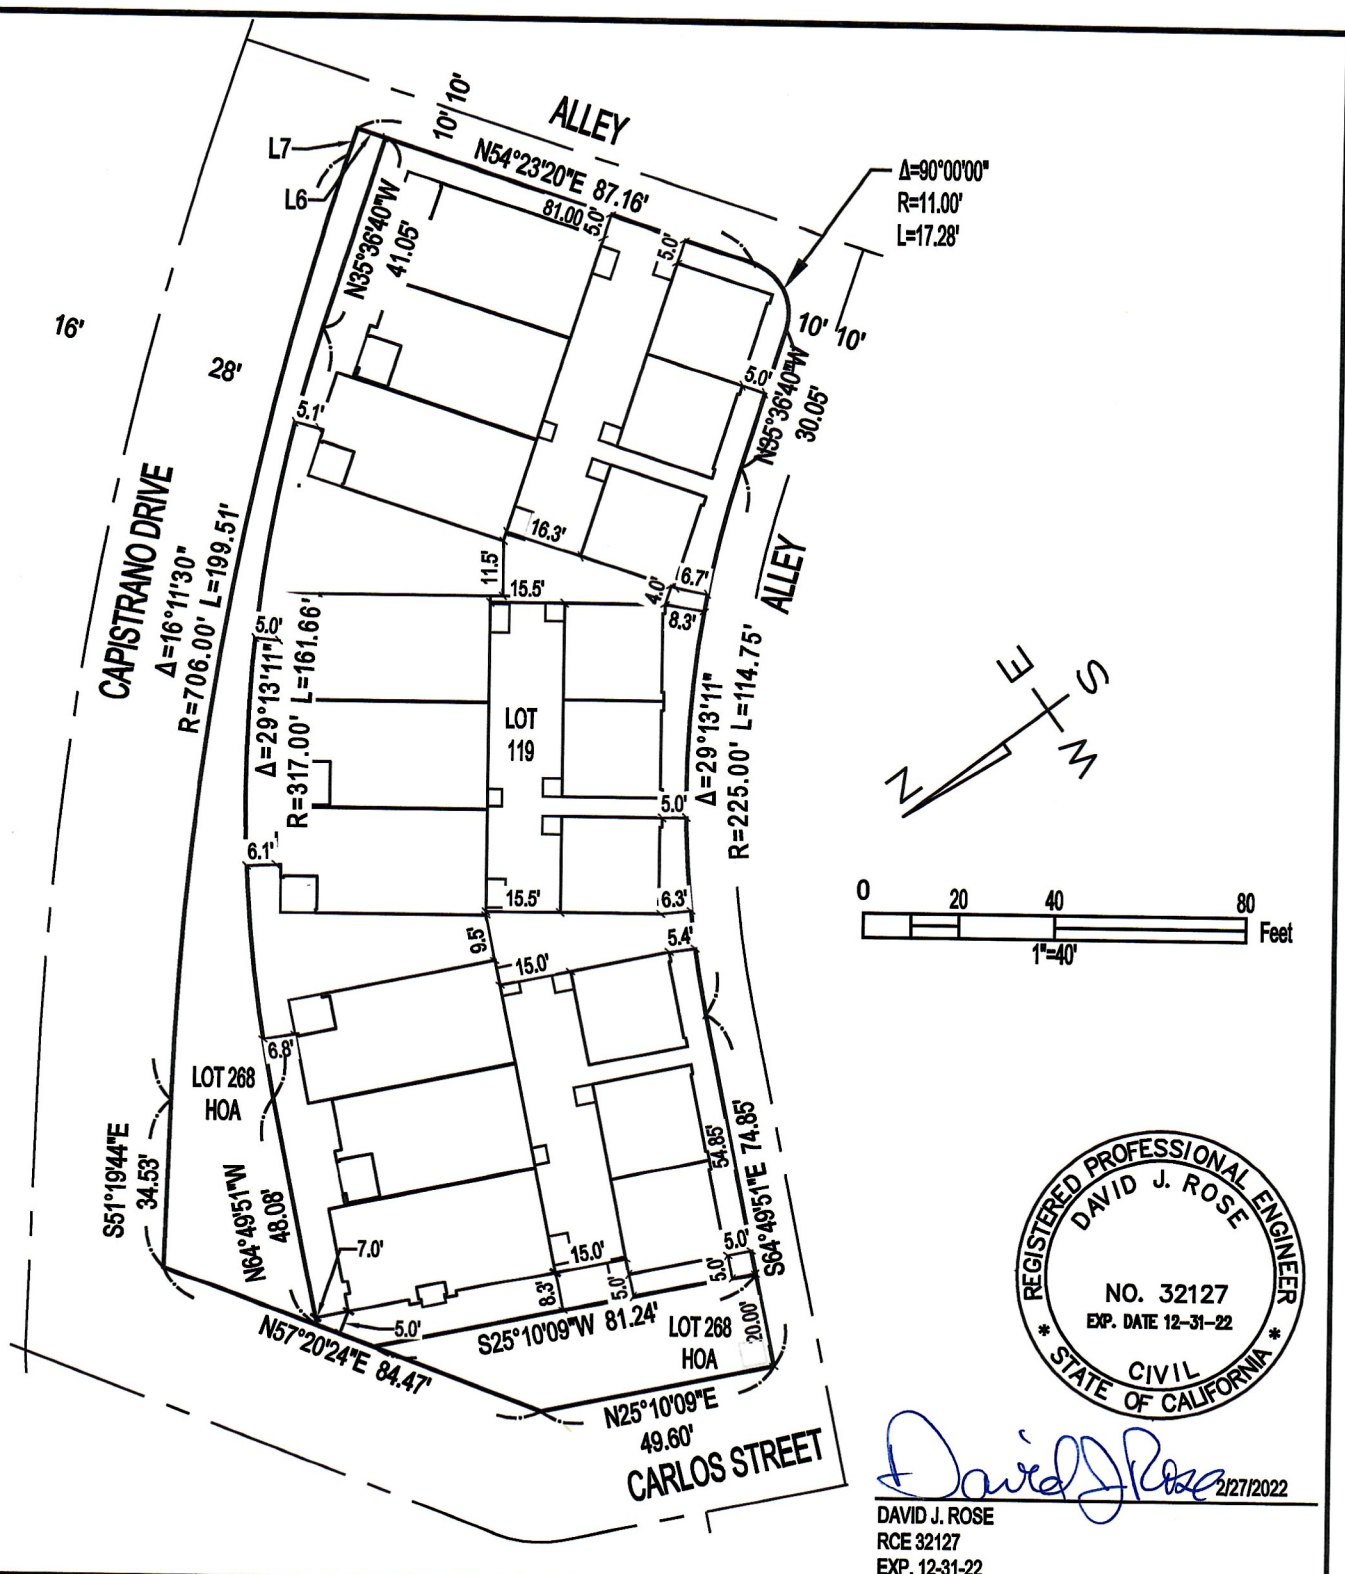 ALLEY
10' 10'
L7
L6
N54°23'20"E 87.16'
81.00
5.0'
5.0'
Δ=90°00'00"
R=11.00'
L=17.28'
N35°36'40"W
41.05'
16'
28'
10' 10'
5.0'
N35°36'40"W
30.05'
5.1'
CAPISTRANO DRIVE
Δ=16°11'30"
R=706.00' L=199.51'
16.3'
11.5'
15.5'
4.0'
6.7'
8.3'
ALLEY
5.0'
Δ=29°13'11"
R=317.00' L=161.66'
LOT
119
Δ=29°13'11"
R=225.00' L=114.75'
5.0'
6.1'
15.5'
6.3'
9.5'
15.0'
5.4'
6.8'
LOT 268
HOA
S51°19'44"E
34.53'
N64°49'51"W
48.08'
7.0'
5.0'
54.85'
S64°49'51"E 74.85'
15.0'
8.3'
5.0'
5.0'
5.0'
S25°10'09"W 81.24'
N57°20'24"E 84.47'
LOT 268
HOA
20.00'
N25°10'09"E
49.60'
CARLOS STREET
N
E
S
W
0 20 40 80
Feet
1"=40'
REGISTERED PROFESSIONAL ENGINEER
DAVID J. ROSE
NO. 32127
EXP. DATE 12-31-22
CIVIL
* STATE OF CALIFORNIA *
David J Rose
2/27/2022
DAVID J. ROSE
RCE 32127
EXP. 12-31-22